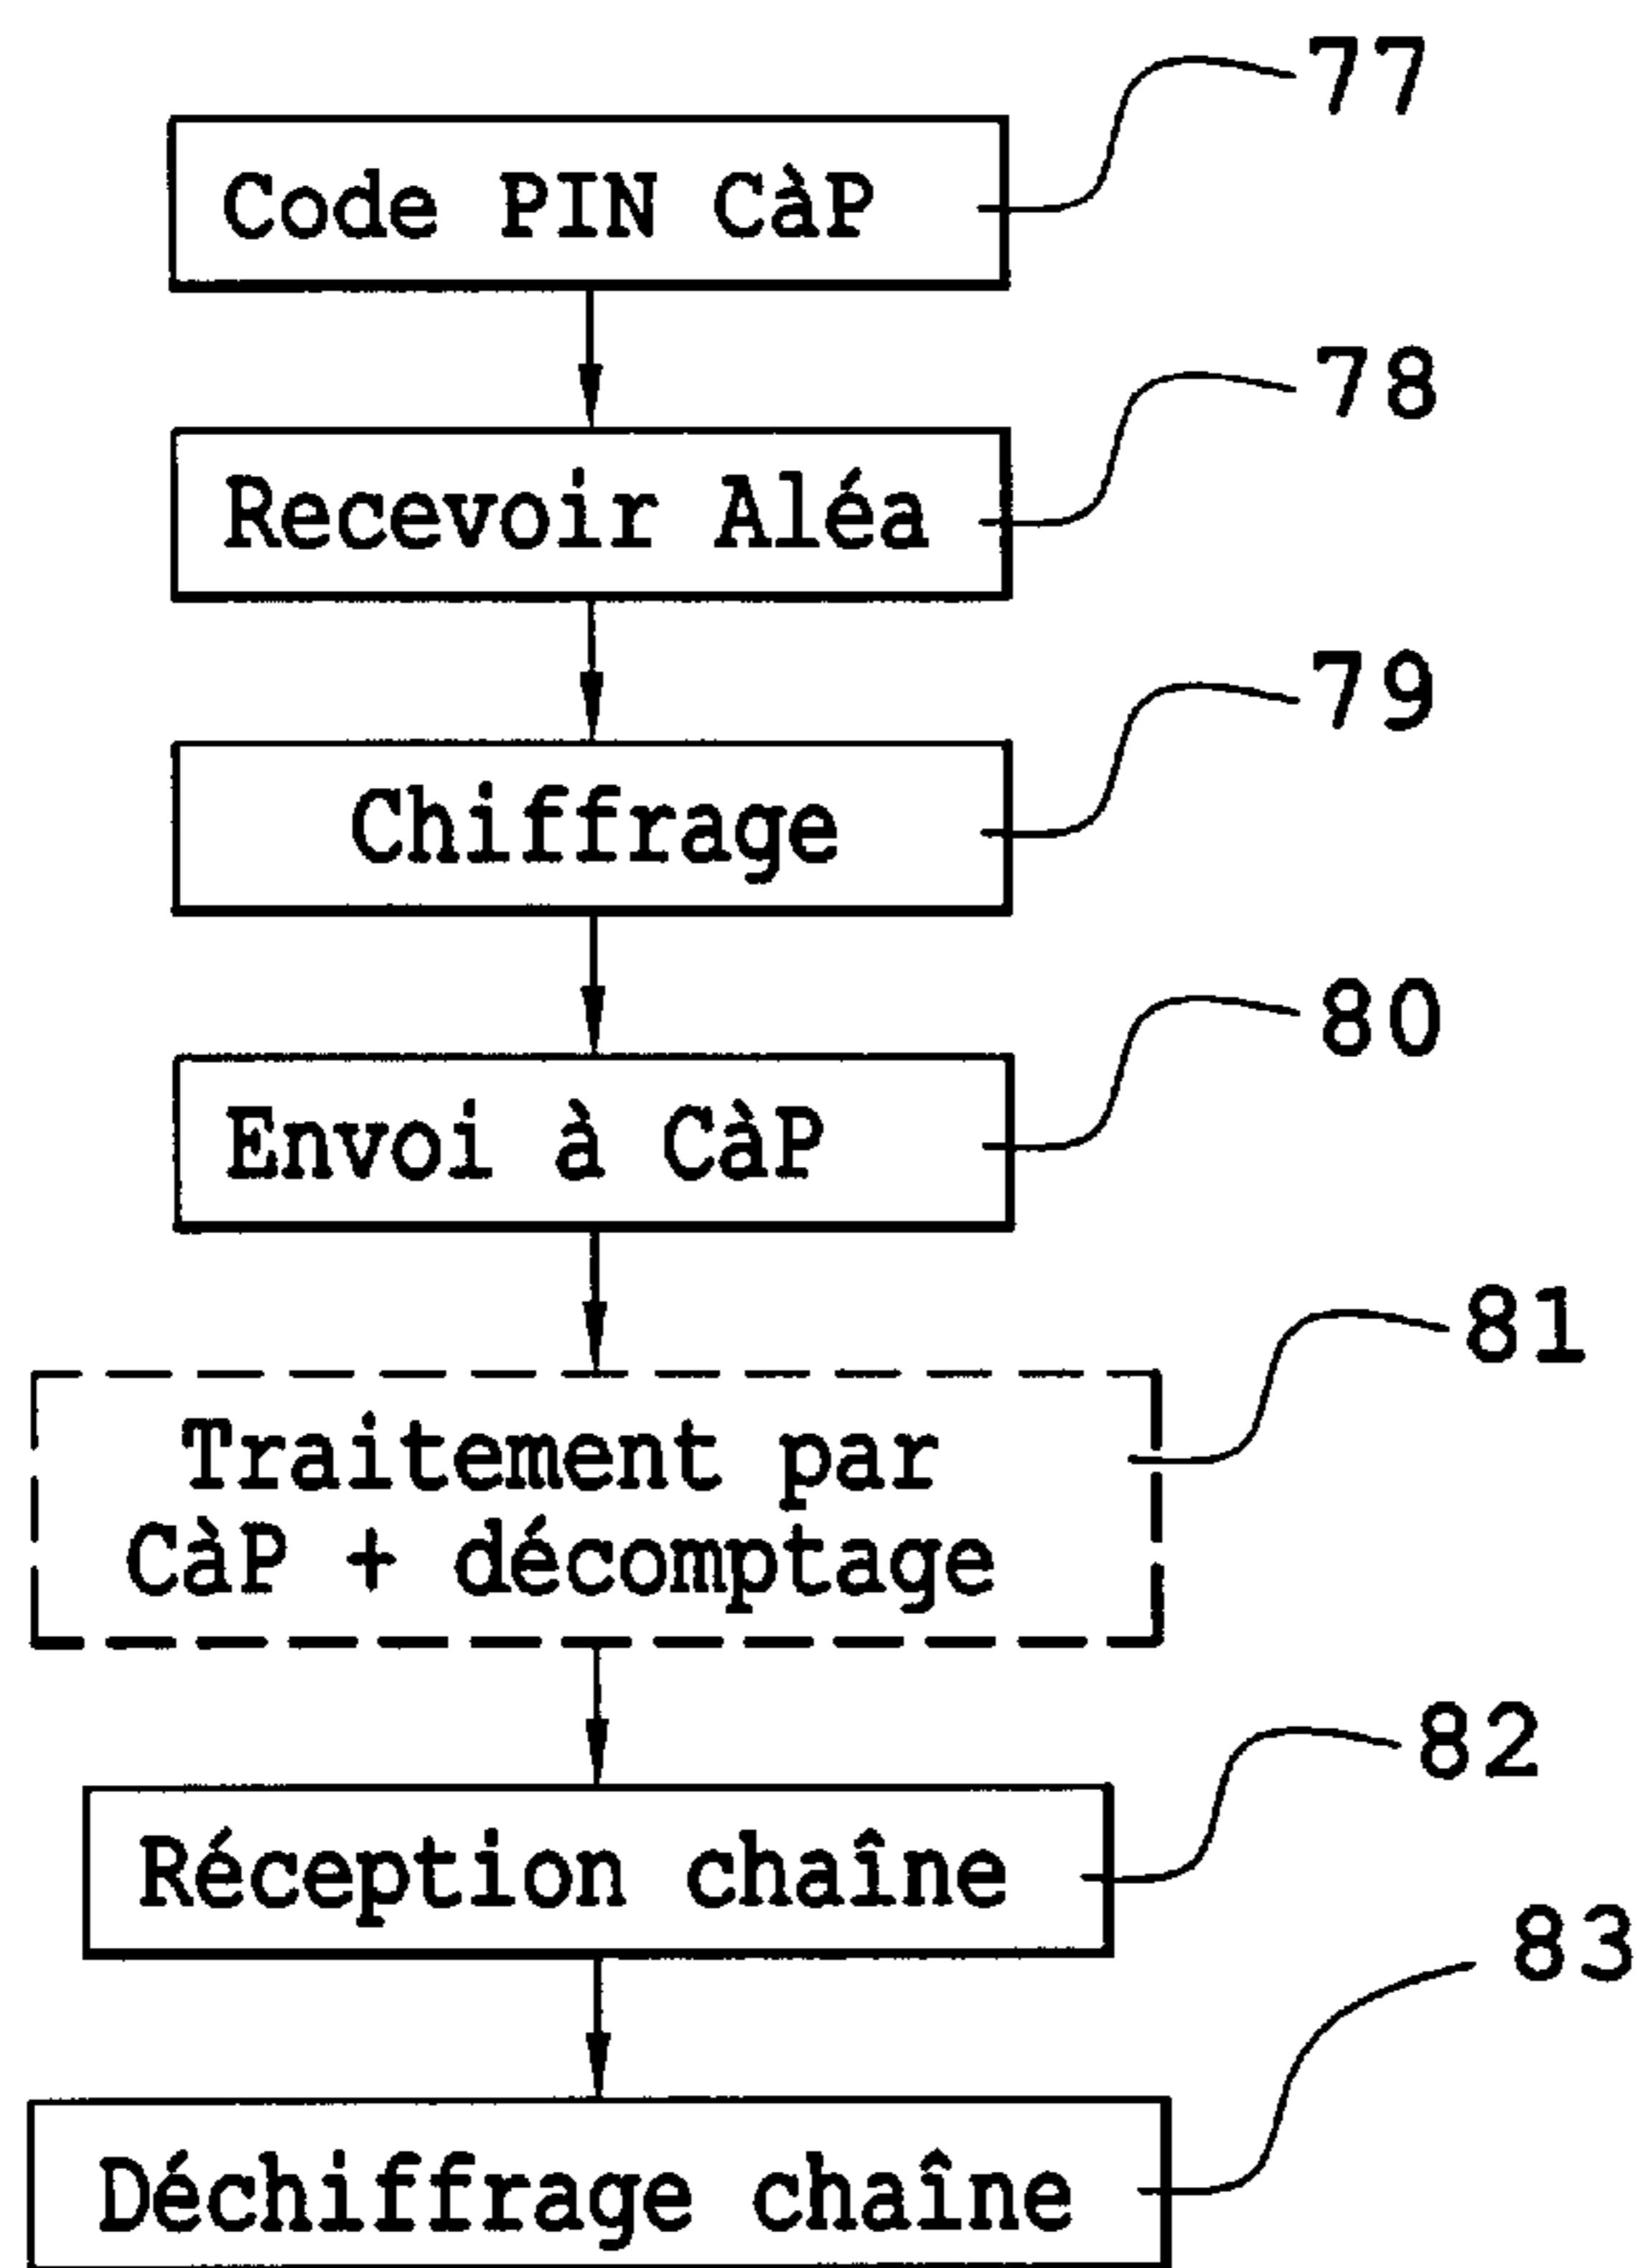 77
Code PIN CàP
78
Recevoir Aléa
79
Chiffrage
80
Envoi à CàP
81
Traitement par
CàP + décomptage
82
Réception chaîne
83
Déchiffrage chaîne